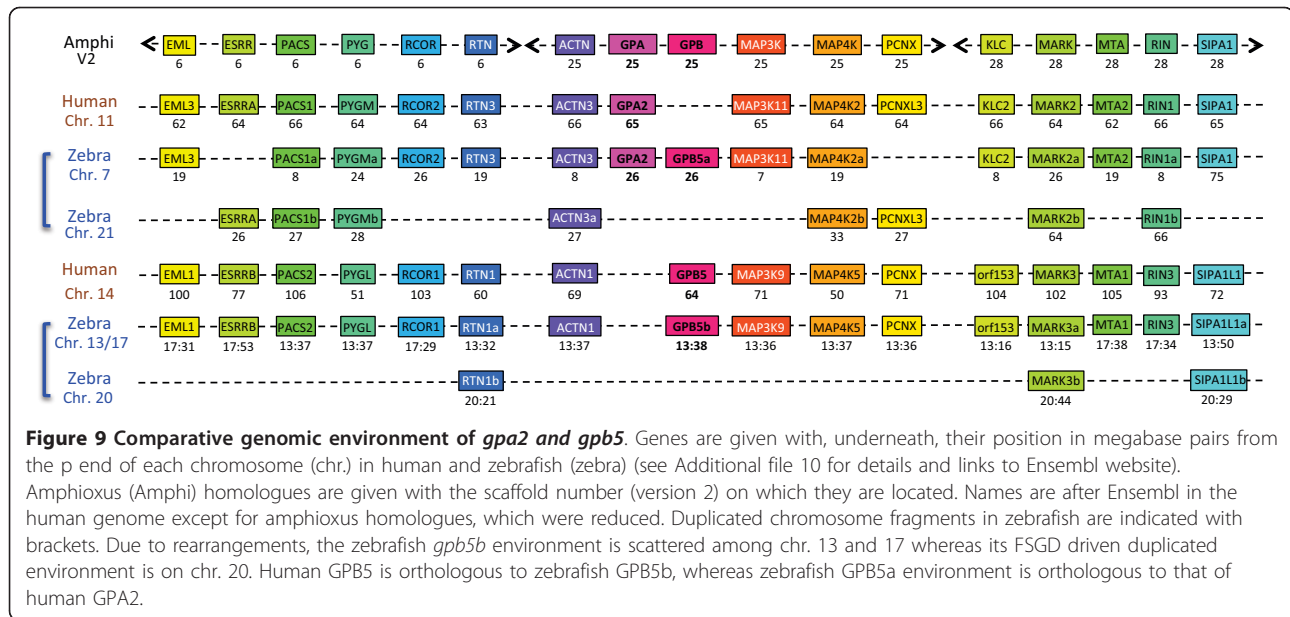 Amphi EML ESRR PACS PYG RCOR RTN ACTN GPA GPB MAP3K MAP4K PCNX KLC MARK MTA RIN SIPA1
V2 6 6 6 6 6 6 25 25 25 25 25 25 28 28 28 28 28
Human EML3 ESRRA PACS1 PYGM RCOR2 RTN3 ACTN3 GPA2 MAP3K11 MAP4K2 PCNXL3 KLC2 MARK2 MTA2 RIN1 SIPA1
Chr. 11 62 64 66 64 64 63 66 65 65 64 64 66 64 62 66 65
Zebra EML3 PACS1a PYGMa RCOR2 RTN3 ACTN3 GPA2 GPB5a MAP3K11 MAP4K2a KLC2 MARK2a MTA2 RIN1a SIPA1
Chr. 7 19 8 24 26 19 8 26 26 7 19 8 26 19 8 75
Zebra ESRRA PACS1b PYGMb ACTN3a MAP4K2b PCNXL3 MARK2b RIN1b
Chr. 21 26 27 28 27 33 27 64 66
Human EML1 ESRRB PACS2 PYGL RCOR1 RTN1 ACTN1 GPB5 MAP3K9 MAP4K5 PCNX orf153 MARK3 MTA1 RIN3 SIPA1L1
Chr. 14 100 77 106 51 103 60 69 64 71 50 71 104 102 105 93 72
Zebra EML1 ESRRB PACS2 PYGL RCOR1 RTN1a ACTN1 GPB5b MAP3K9 MAP4K5 PCNX orf153 MARK3a MTA1 RIN3 SIPA1L1a
Chr. 13/17 17:31 17:53 13:37 13:37 17:29 13:32 13:37 13:38 13:36 13:37 13:36 13:16 13:15 17:38 17:34 13:50
Zebra RTN1b MARK3b SIPA1L1b
Chr. 20 20:21 20:44 20:29
Figure 9 Comparative genomic environment of gpa2 and gpb5. Genes are given with, underneath, their position in megabase pairs from
the p end of each chromosome (chr.) in human and zebrafish (zebra) (see Additional file 10 for details and links to Ensembl website).
Amphioxus (Amphi) homologues are given with the scaffold number (version 2) on which they are located. Names are after Ensembl in the
human genome except for amphioxus homologues, which were reduced. Duplicated chromosome fragments in zebrafish are indicated with
brackets. Due to rearrangements, the zebrafish gpb5b environment is scattered among chr. 13 and 17 whereas its FSGD driven duplicated
environment is on chr. 20. Human GPB5 is orthologous to zebrafish GPB5b, whereas zebrafish GPB5a environment is orthologous to that of
human GPA2.